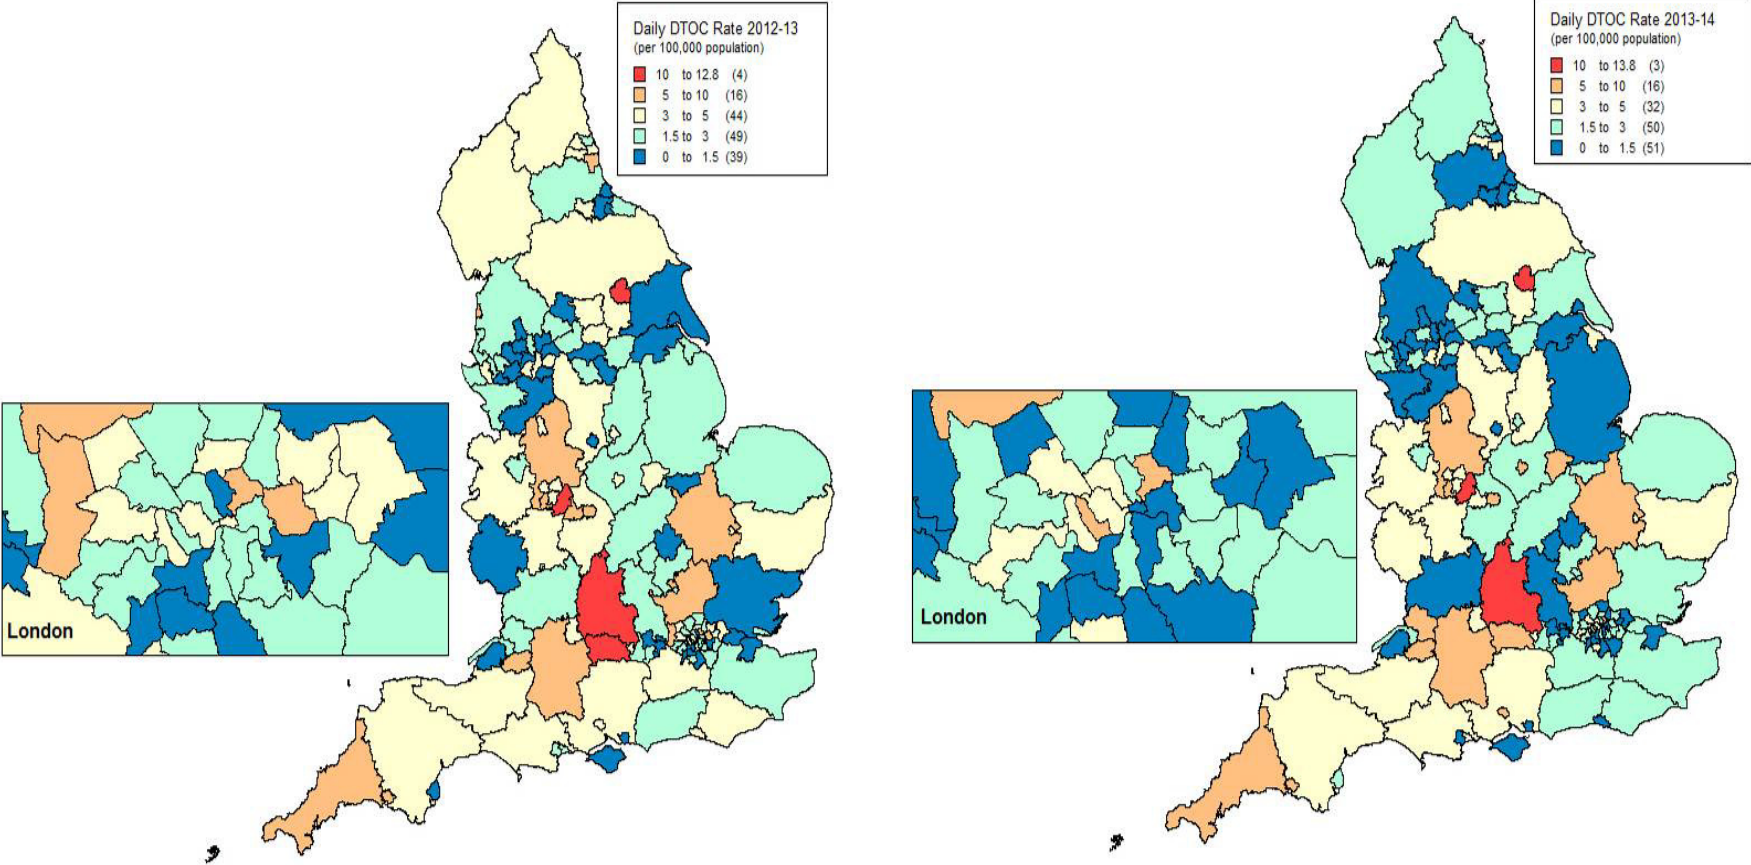 Daily DTOC Rate 2012-13
(per 100,000 population)
10 to 12.8 (4)
5 to 10 (16)
3 to 5 (44)
1.5 to 3 (49)
0 to 1.5 (39)
London
Daily DTOC Rate 2013-14
(per 100,000 population)
10 to 13.8 (3)
5 to 10 (16)
3 to 5 (32)
1.5 to 3 (50)
0 to 1.5 (51)
London